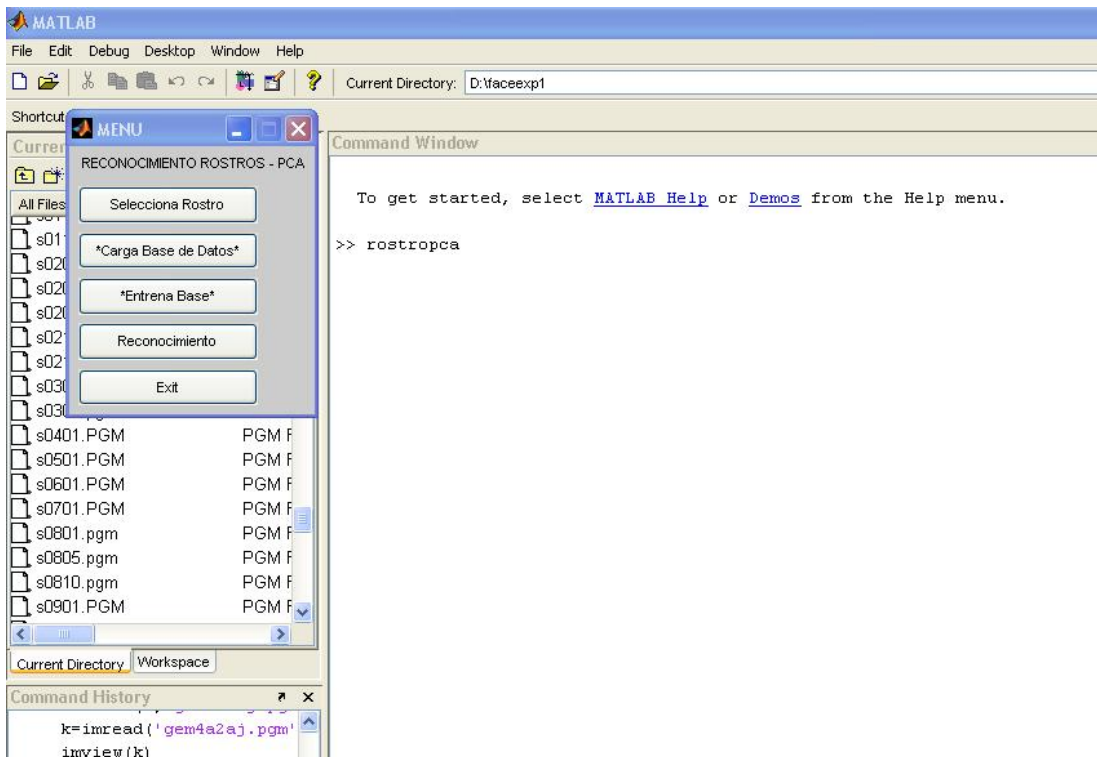 MATLAB
File Edit Debug Desktop Window Help
Current Directory: D:\faceexp1
Shortcut
MENU
RECONOCIMIENTO ROSTROS - PCA
Selecciona Rostro
*Carga Base de Datos*
*Entrena Base*
Reconocimiento
Exit
All Files
s0401.PGM PGM F
s0501.PGM PGM F
s0601.PGM PGM F
s0701.PGM PGM F
s0801.pgm PGM F
s0805.pgm PGM F
s0810.pgm PGM F
s0901.PGM PGM F
Current Directory Workspace
Command History
k=imread('gem4a2aj.pgm'
imview(k)
Command Window
To get started, select MATLAB Help or Demos from the Help menu.
>> rostropca